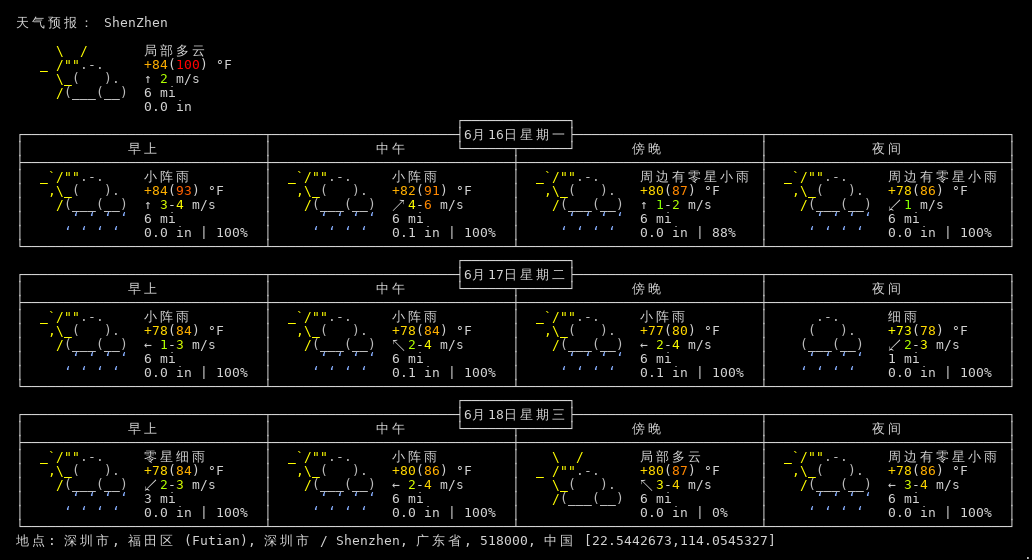 天气预报： ShenZhen
局部多云
+84(100) °F
↑ 2 m/s
6 mi
0.0 in
6月16日星期一
早上 中午 傍晚 夜间
小阵雨 小阵雨 周边有零星小雨 周边有零星小雨
+84(93) °F +82(91) °F +80(87) °F +78(86) °F
↑ 3-4 m/s ↗ 4-6 m/s ↑ 1-2 m/s ↙ 1 m/s
6 mi 6 mi 6 mi 6 mi
0.0 in | 100% 0.1 in | 100% 0.0 in | 88% 0.0 in | 100%
6月17日星期二
早上 中午 傍晚 夜间
小阵雨 小阵雨 小阵雨 细雨
+78(84) °F +78(84) °F +77(80) °F +73(78) °F
← 1-3 m/s ↖ 2-4 m/s ← 2-4 m/s ↙ 2-3 m/s
6 mi 6 mi 6 mi 1 mi
0.0 in | 100% 0.1 in | 100% 0.1 in | 100% 0.0 in | 100%
6月18日星期三
早上 中午 傍晚 夜间
零星细雨 小阵雨 局部多云 周边有零星小雨
+78(84) °F +80(86) °F +80(87) °F +78(86) °F
↙ 2-3 m/s ← 2-4 m/s ↖ 3-4 m/s ← 3-4 m/s
3 mi 6 mi 6 mi 6 mi
0.0 in | 100% 0.0 in | 100% 0.0 in | 0% 0.0 in | 100%
地点: 深圳市, 福田区 (Futian), 深圳市 / Shenzhen, 广东省, 518000, 中国 [22.5442673,114.0545327]